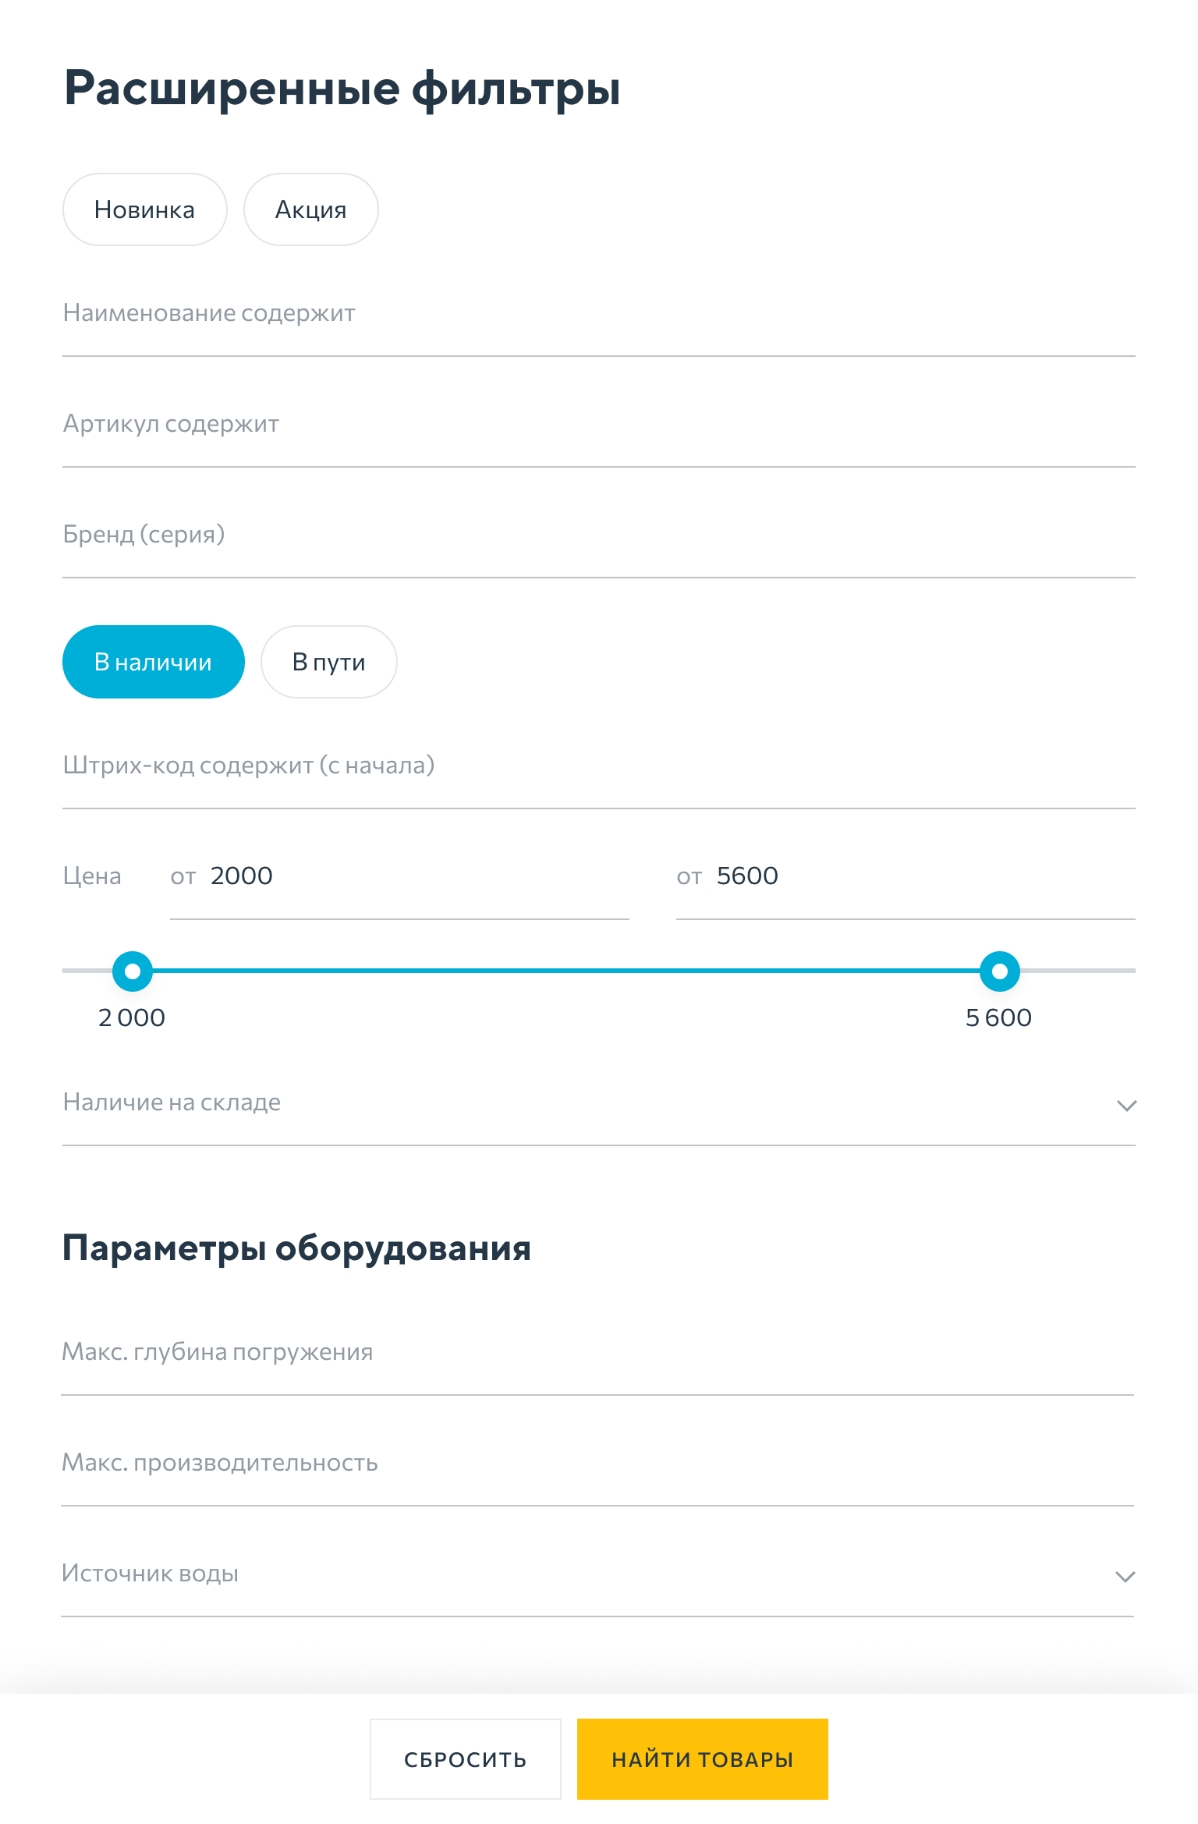 Расширенные фильтры
Новинка Акция
Наименование содержит
Артикул содержит
Бренд (серия)
В наличии В пути
Штрих-код содержит (с начала)
Цена от 2000 от 5600
2 000 5 600
Наличие на складе
Параметры оборудования
Макс. глубина погружения
Макс. производительность
Источник воды
СБРОСИТЬ НАЙТИ ТОВАРЫ